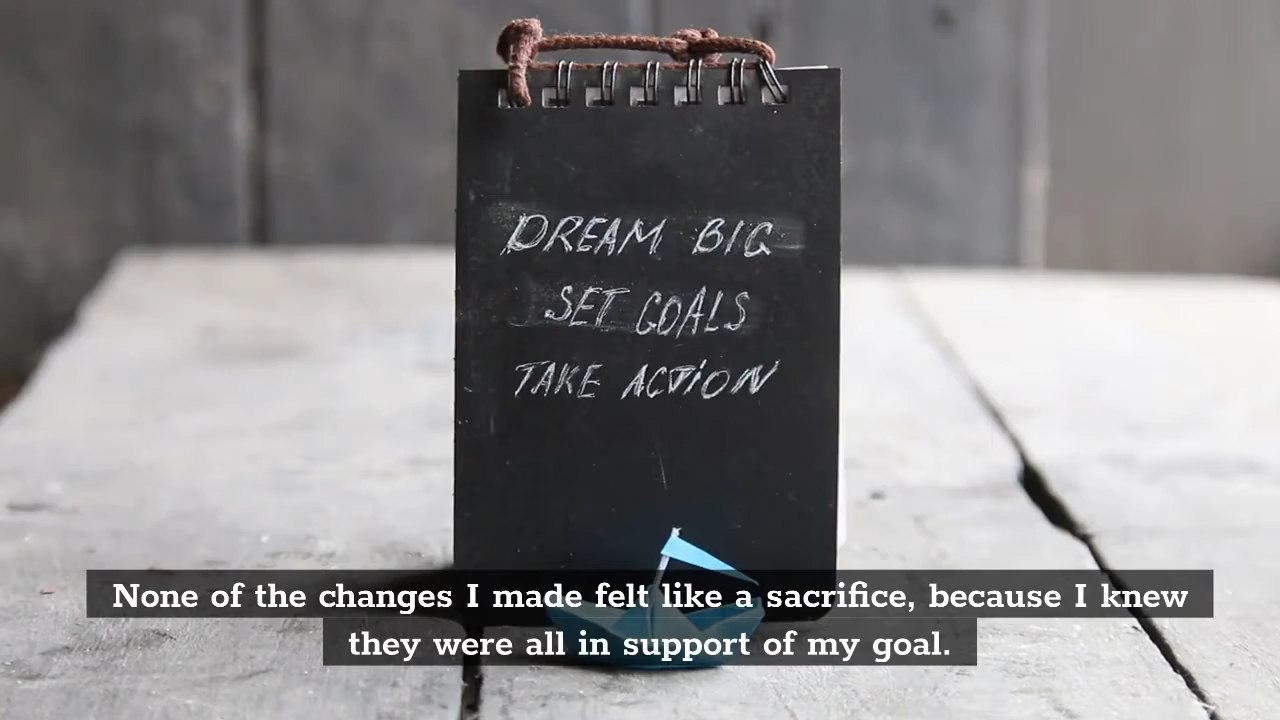 DREAM BIG
SET GOALS
TAKE ACTION
None of the changes I made felt like a sacrifice, because I knew
they were all in support of my goal.